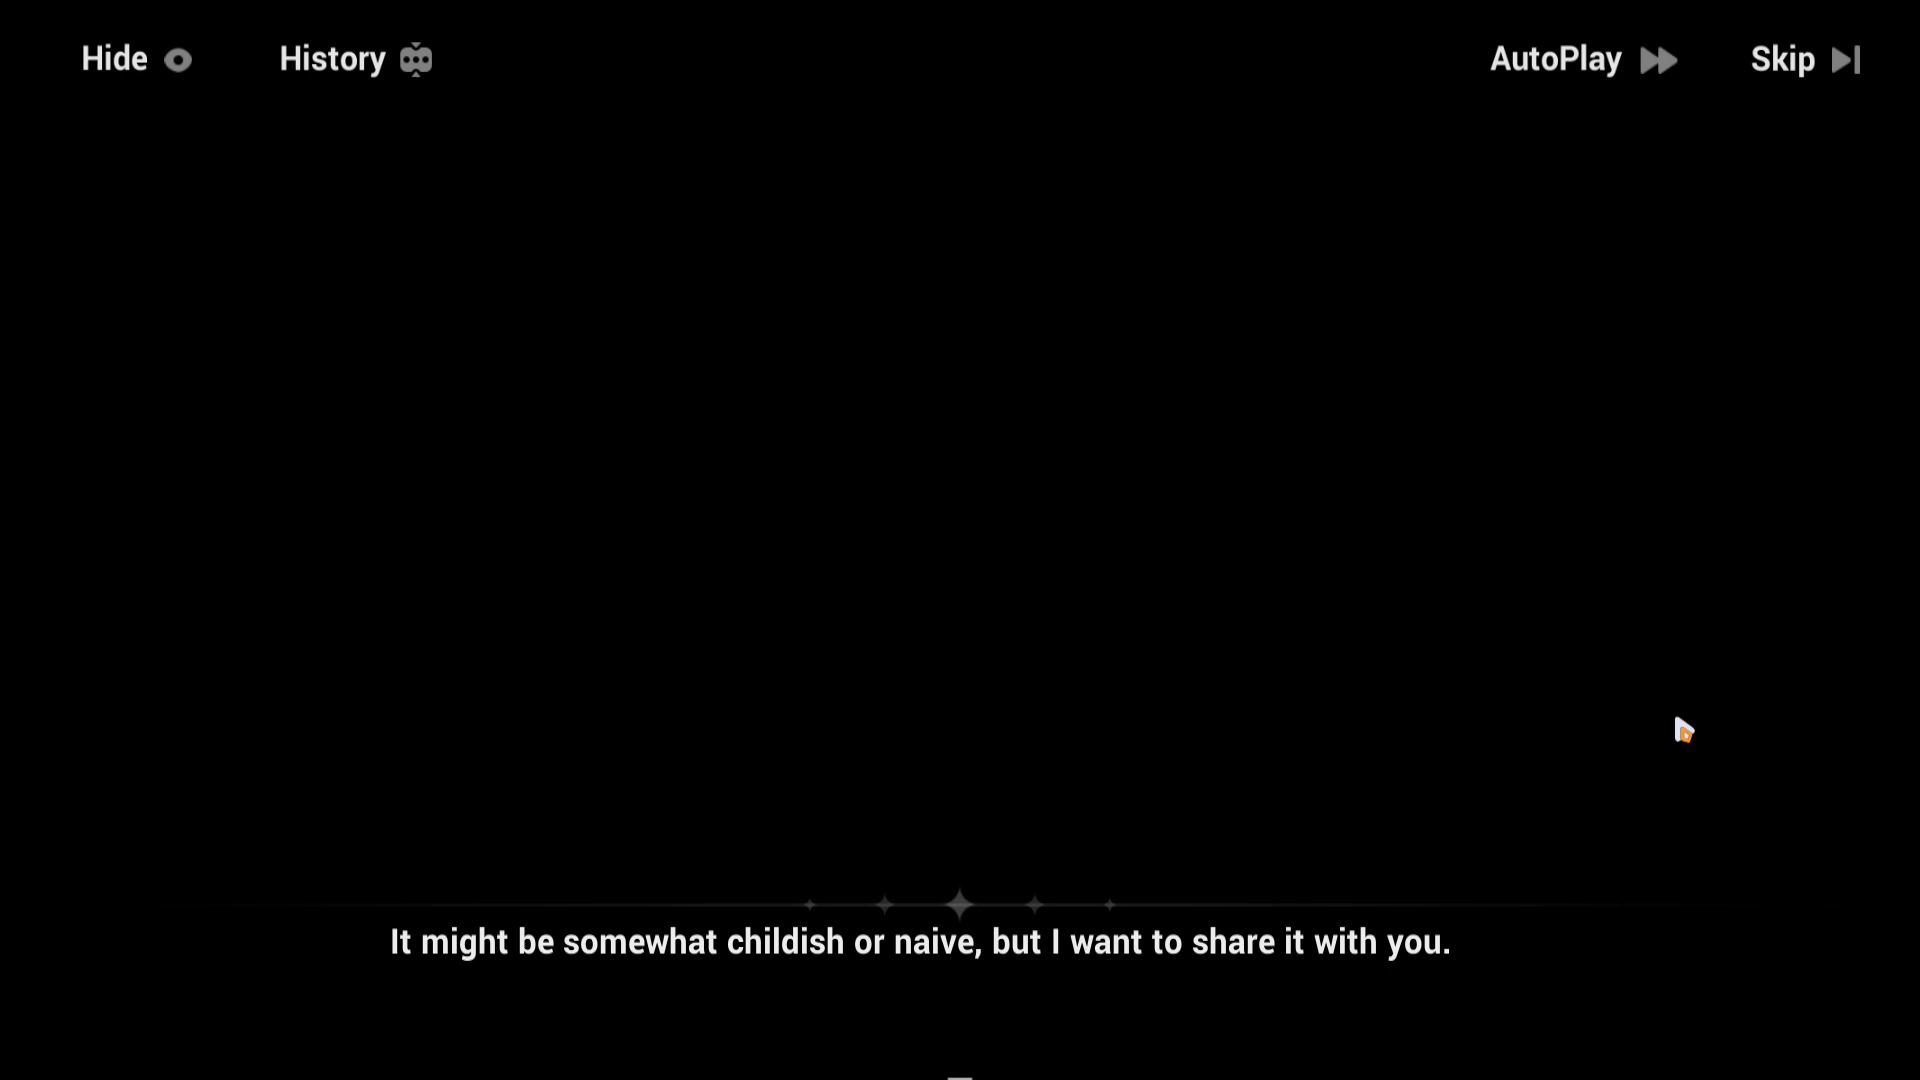 Hide
History
AutoPlay
Skip
It might be somewhat childish or naive, but I want to share it with you.